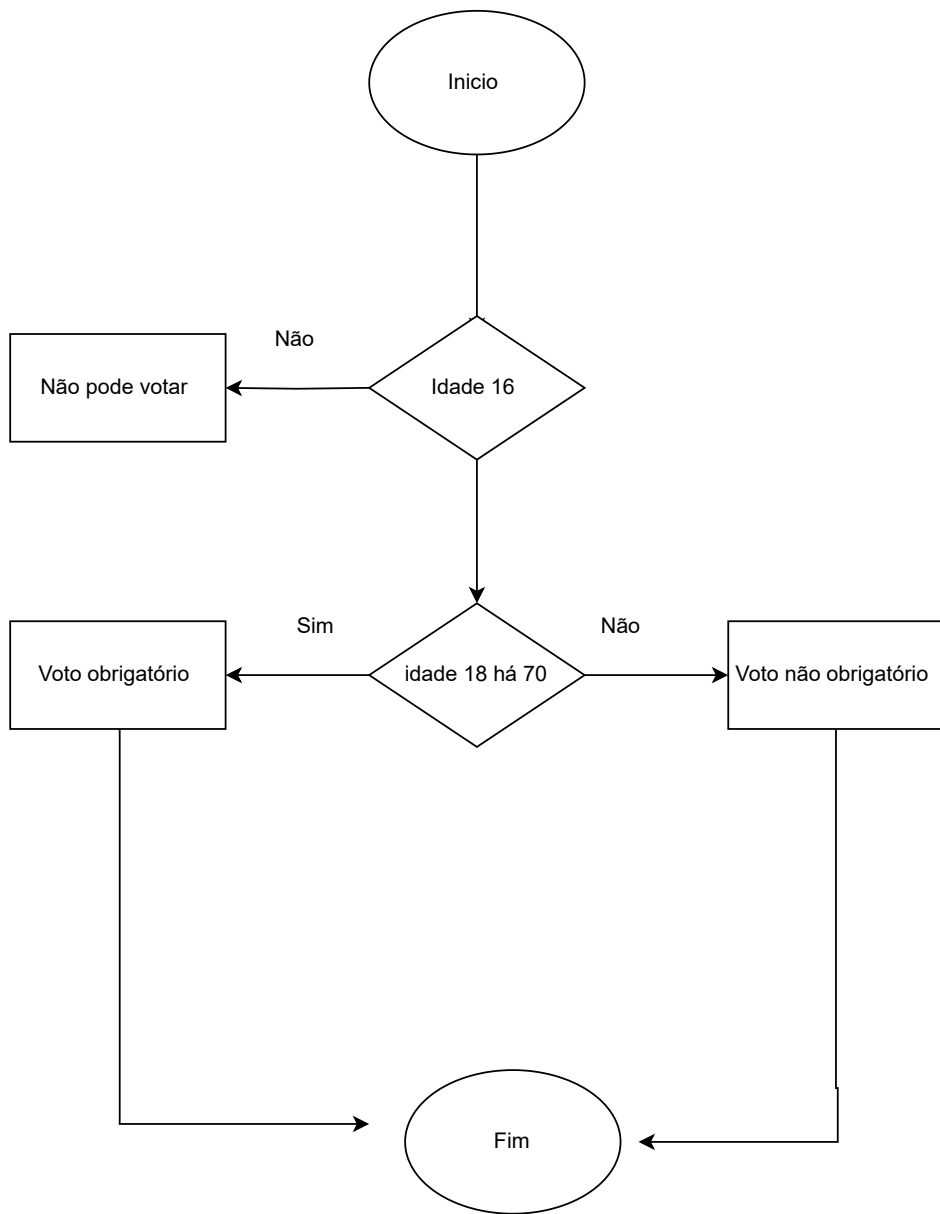 Inicio
Não
Não pode votar
Idade 16
Sim
Não
Voto obrigatório
idade 18 há 70
Voto não obrigatório
Fim